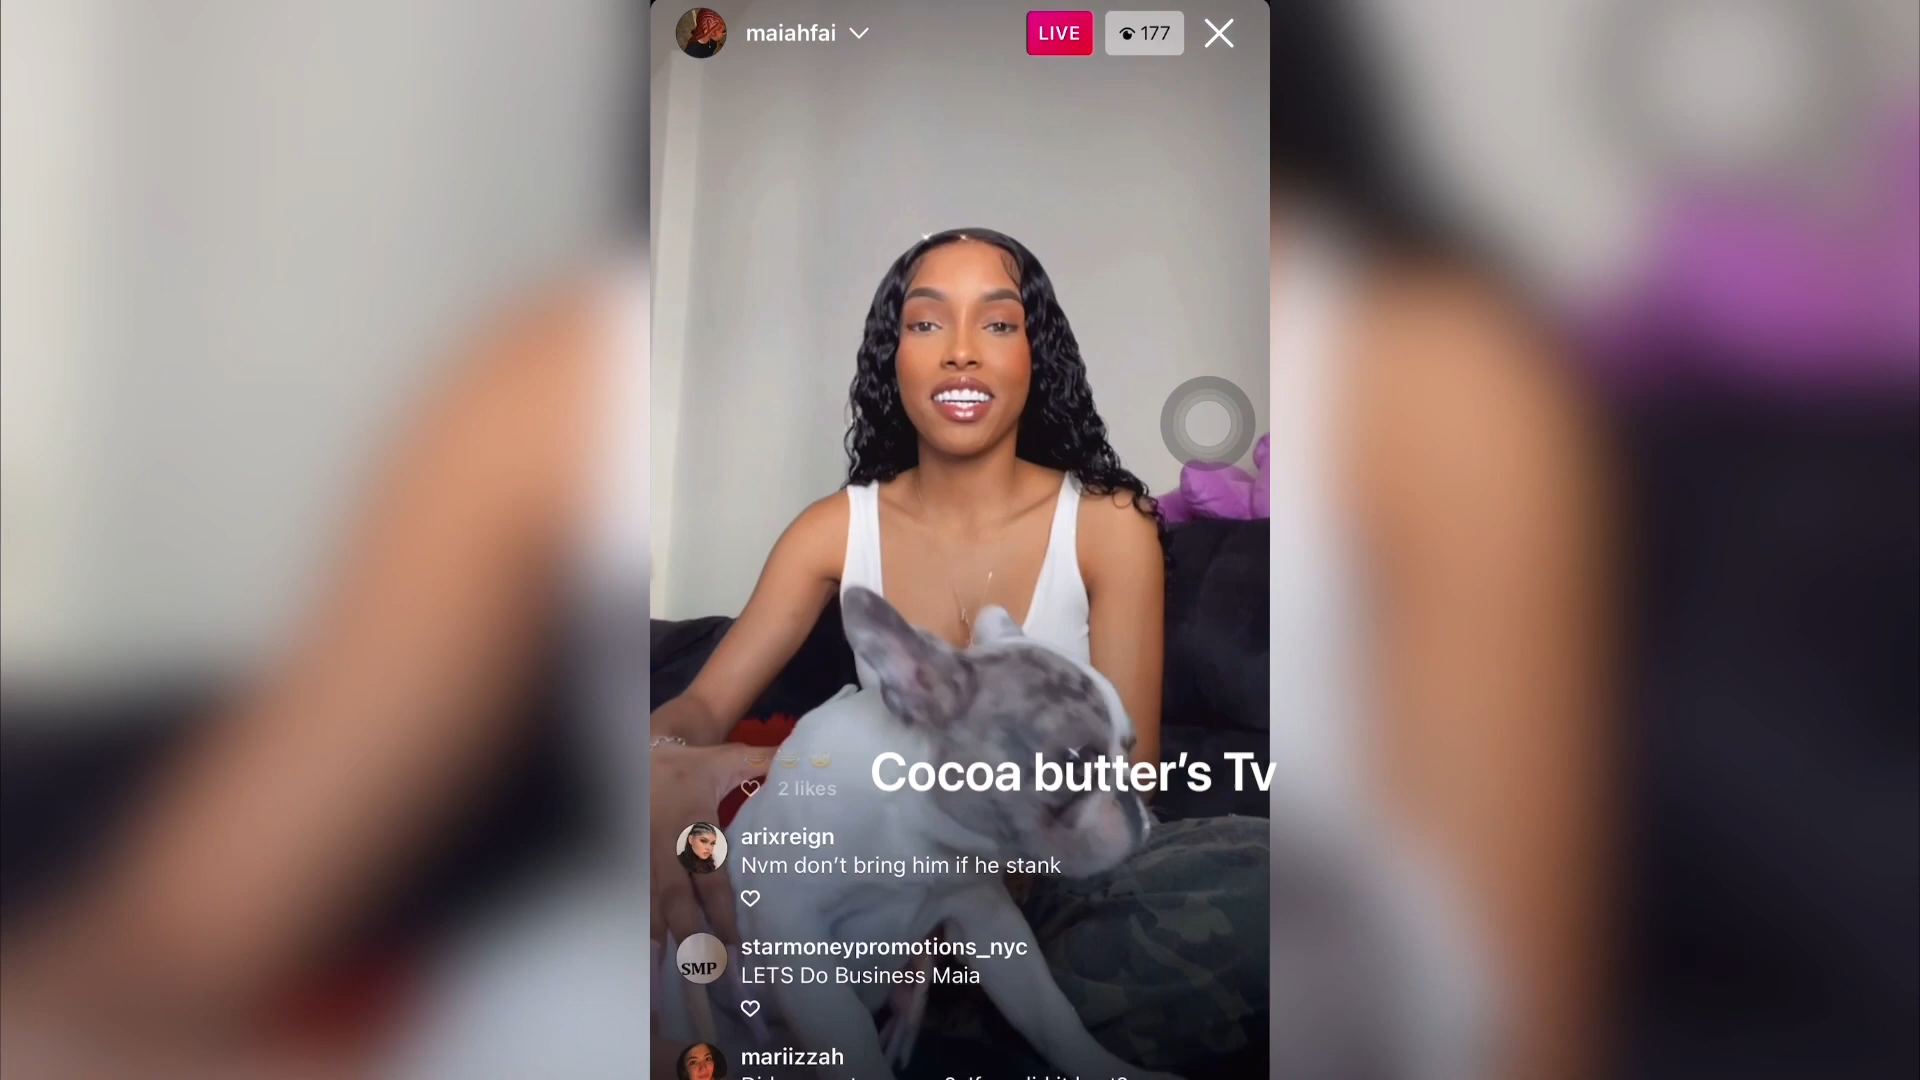 maiahfai
LIVE
177
Cocoa butter’s Tv
2 likes
arixreign
Nvm don’t bring him if he stank
starmoneypromotions_nyc
SMP
LETS Do Business Maia
mariizzah